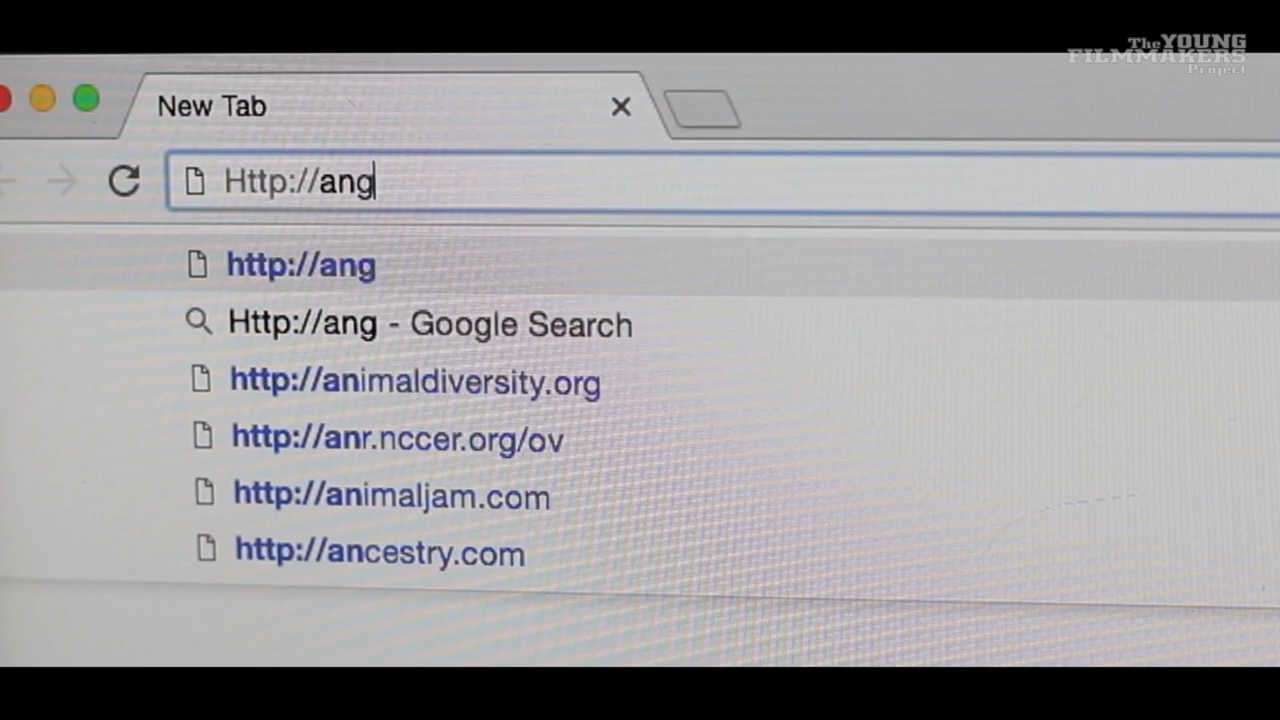 The YOUNG
FILMMAKERS
Project
New Tab
Http://ang
http://ang
Http://ang - Google Search
http://animaldiversity.org
http://anr.nccer.org/ov
http://animaljam.com
http://ancestry.com